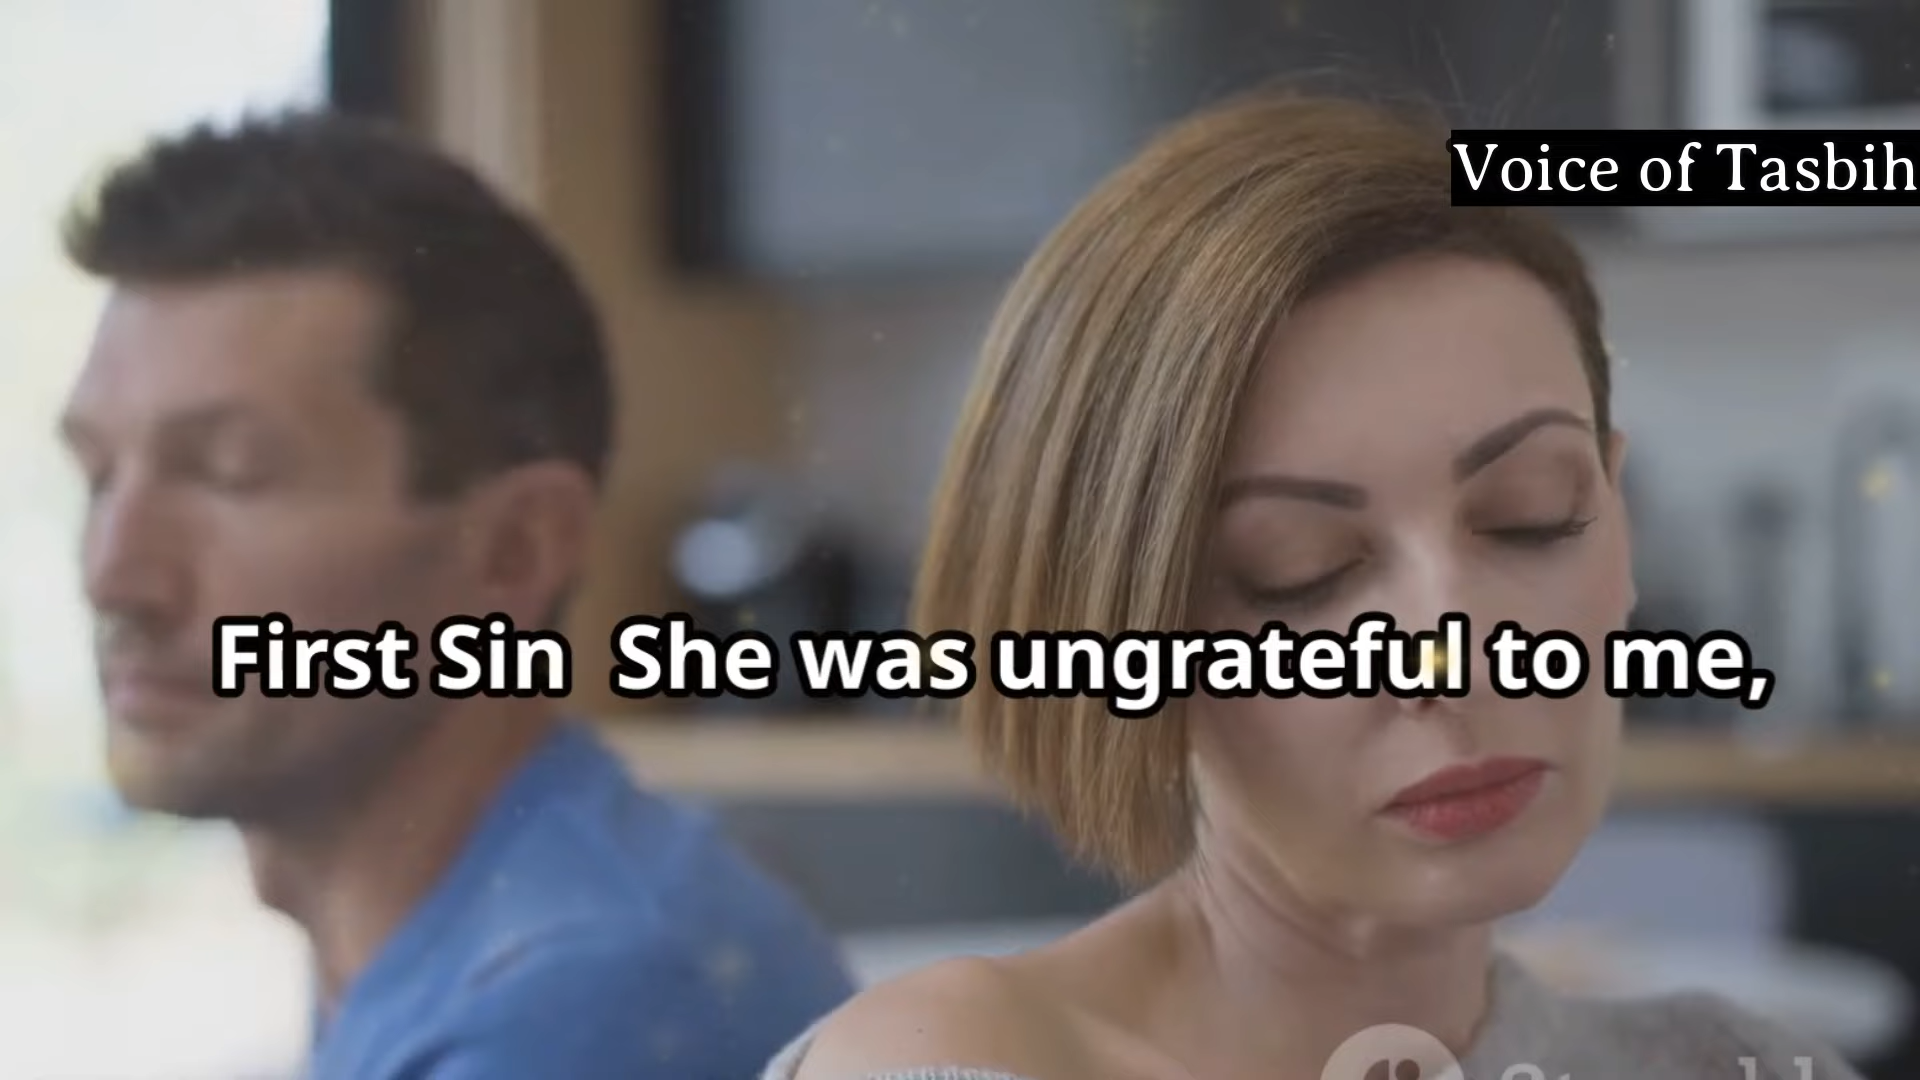 Voice of Tasbih
First Sin  She was ungrateful to me,